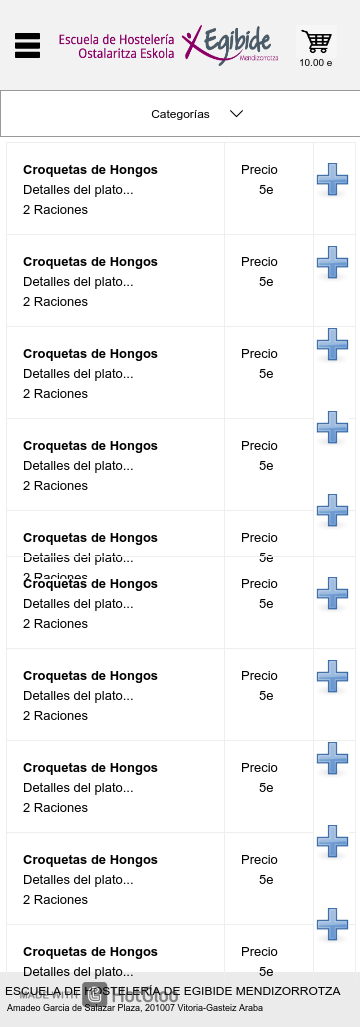 Escuela de Hostelería
Ostalaritza Eskola
Egibide
Mendizorrotza
10.00 e
Categorías
Croquetas de Hongos Precio
Detalles del plato... 5e
2 Raciones
Croquetas de Hongos Precio
Detalles del plato... 5e
2 Raciones
Croquetas de Hongos Precio
Detalles del plato... 5e
2 Raciones
Croquetas de Hongos Precio
Detalles del plato... 5e
2 Raciones
Croquetas de Hongos Precio
Detalles del plato... 5e
2 Raciones
Croquetas de Hongos Precio
Detalles del plato... 5e
2 Raciones
Croquetas de Hongos Precio
Detalles del plato... 5e
2 Raciones
Croquetas de Hongos Precio
Detalles del plato... 5e
2 Raciones
Croquetas de Hongos Precio
Detalles del plato... 5e
2 Raciones
Croquetas de Hongos Precio
Detalles del plato... 5e
ESCUELA DE HOSTELERÍA DE EGIBIDE MENDIZORROTZA
MADE WITH HotGloo
Amadeo Garcia de Salazar Plaza, 201007 Vitoria-Gasteiz Araba